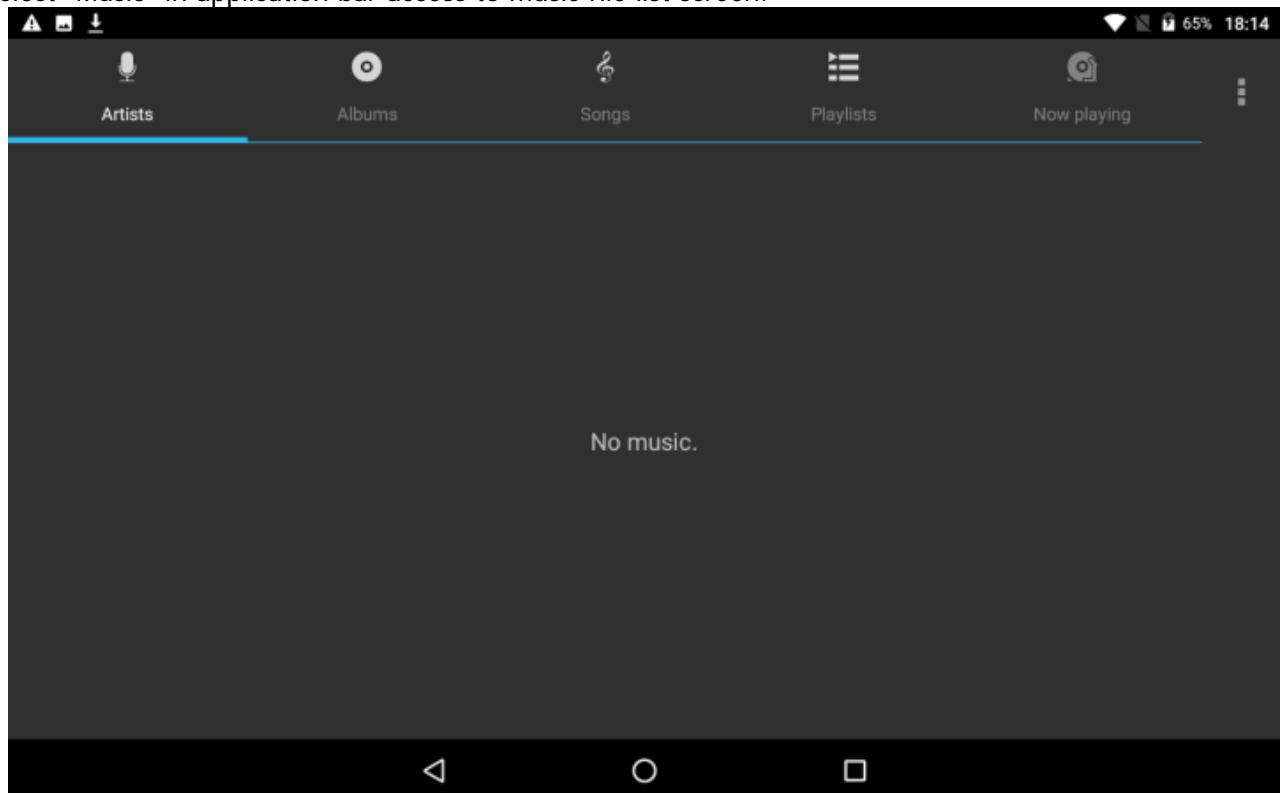 "Music" in application bar access to music file list screen.
65% 18:14
Artists Albums Songs Playlists Now playing
No music.